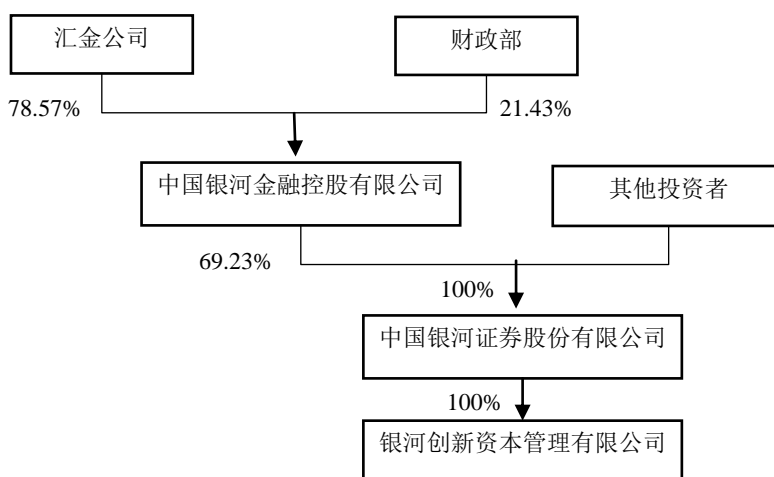 汇金公司
财政部
78.57%
21.43%
中国银河金融控股有限公司
其他投资者
69.23%
100%
中国银河证券股份有限公司
100%
银河创新资本管理有限公司